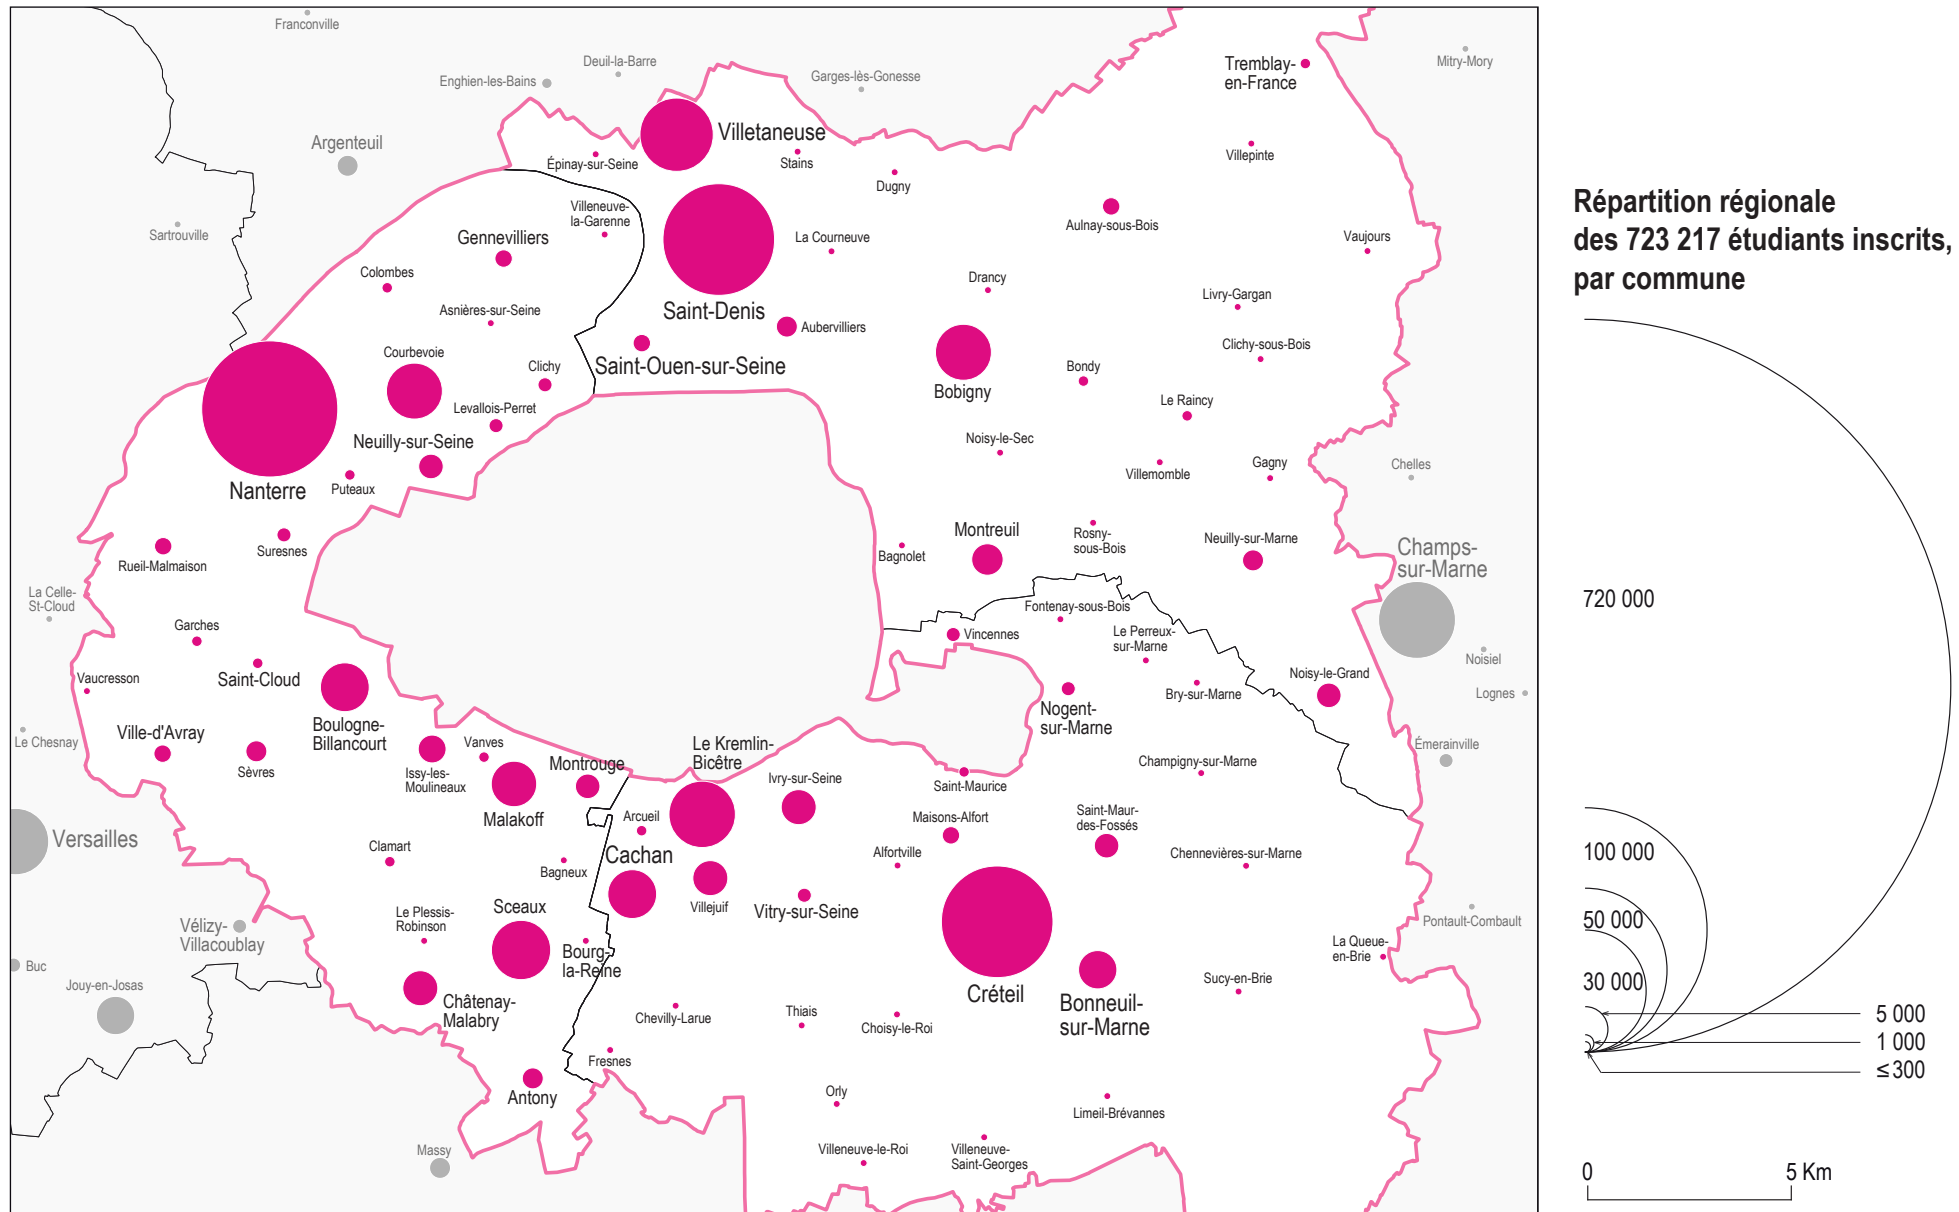 Franconville
Deuil-la-Barre
Enghien-les-Bains
Garges-lès-Gonesse
Tremblay-
en-France
Mitry-Mory
Argenteuil
Villetaneuse
Épinay-sur-Seine
Stains
Villepinte
Dugny
Sartrouville
Villeneuve-
la-Garenne
Gennevilliers
La Courneuve
Aulnay-sous-Bois
Vaujours
Colombes
Drancy
Livry-Gargan
Asnières-sur-Seine
Saint-Denis
Aubervilliers
Courbevoie
Clichy
Saint-Ouen-sur-Seine
Clichy-sous-Bois
Bobigny
Bondy
Levallois-Perret
Le Raincy
Neuilly-sur-Seine
Noisy-le-Sec
Nanterre
Puteaux
Villemomble
Gagny
Chelles
Montreuil
Rosny-
sous-Bois
Neuilly-sur-Marne
Bagnolet
Champs-
sur-Marne
Suresnes
Rueil-Malmaison
La Celle-
St-Cloud
Garches
Fontenay-sous-Bois
Vincennes
Le Perreux-
sur-Marne
Noisiel
Vaucresson
Saint-Cloud
Noisy-le-Grand
Lognes
Bry-sur-Marne
Nogent-
sur-Marne
Boulogne-
Billancourt
Ville-d'Avray
Le Chesnay
Sèvres
Issy-les-
Moulineaux
Vanves
Montrouge
Le Kremlin-
Bicêtre
Ivry-sur-Seine
Saint-Maurice
Champigny-sur-Marne
Émerainville
Malakoff
Arcueil
Maisons-Alfort
Saint-Maur-
des-Fossés
Versailles
Clamart
Bagneux
Cachan
Alfortville
Chennevières-sur-Marne
Le Plessis-
Robinson
Sceaux
Villejuif
Vitry-sur-Seine
Vélizy-
Villacoublay
Bourg-
la-Reine
Pontault-Combault
La Queue-
en-Brie
Buc
Jouy-en-Josas
Châtenay-
Malabry
Créteil
Bonneuil-
sur-Marne
Sucy-en-Brie
Chevilly-Larue
Thiais
Choisy-le-Roi
Fresnes
Antony
Orly
Limeil-Brévannes
Massy
Villeneuve-le-Roi
Villeneuve-
Saint-Georges
Répartition régionale
des 723 217 étudiants inscrits,
par commune
720 000
100 000
50 000
30 000
5 000
1 000
≤ 300
0 5 Km